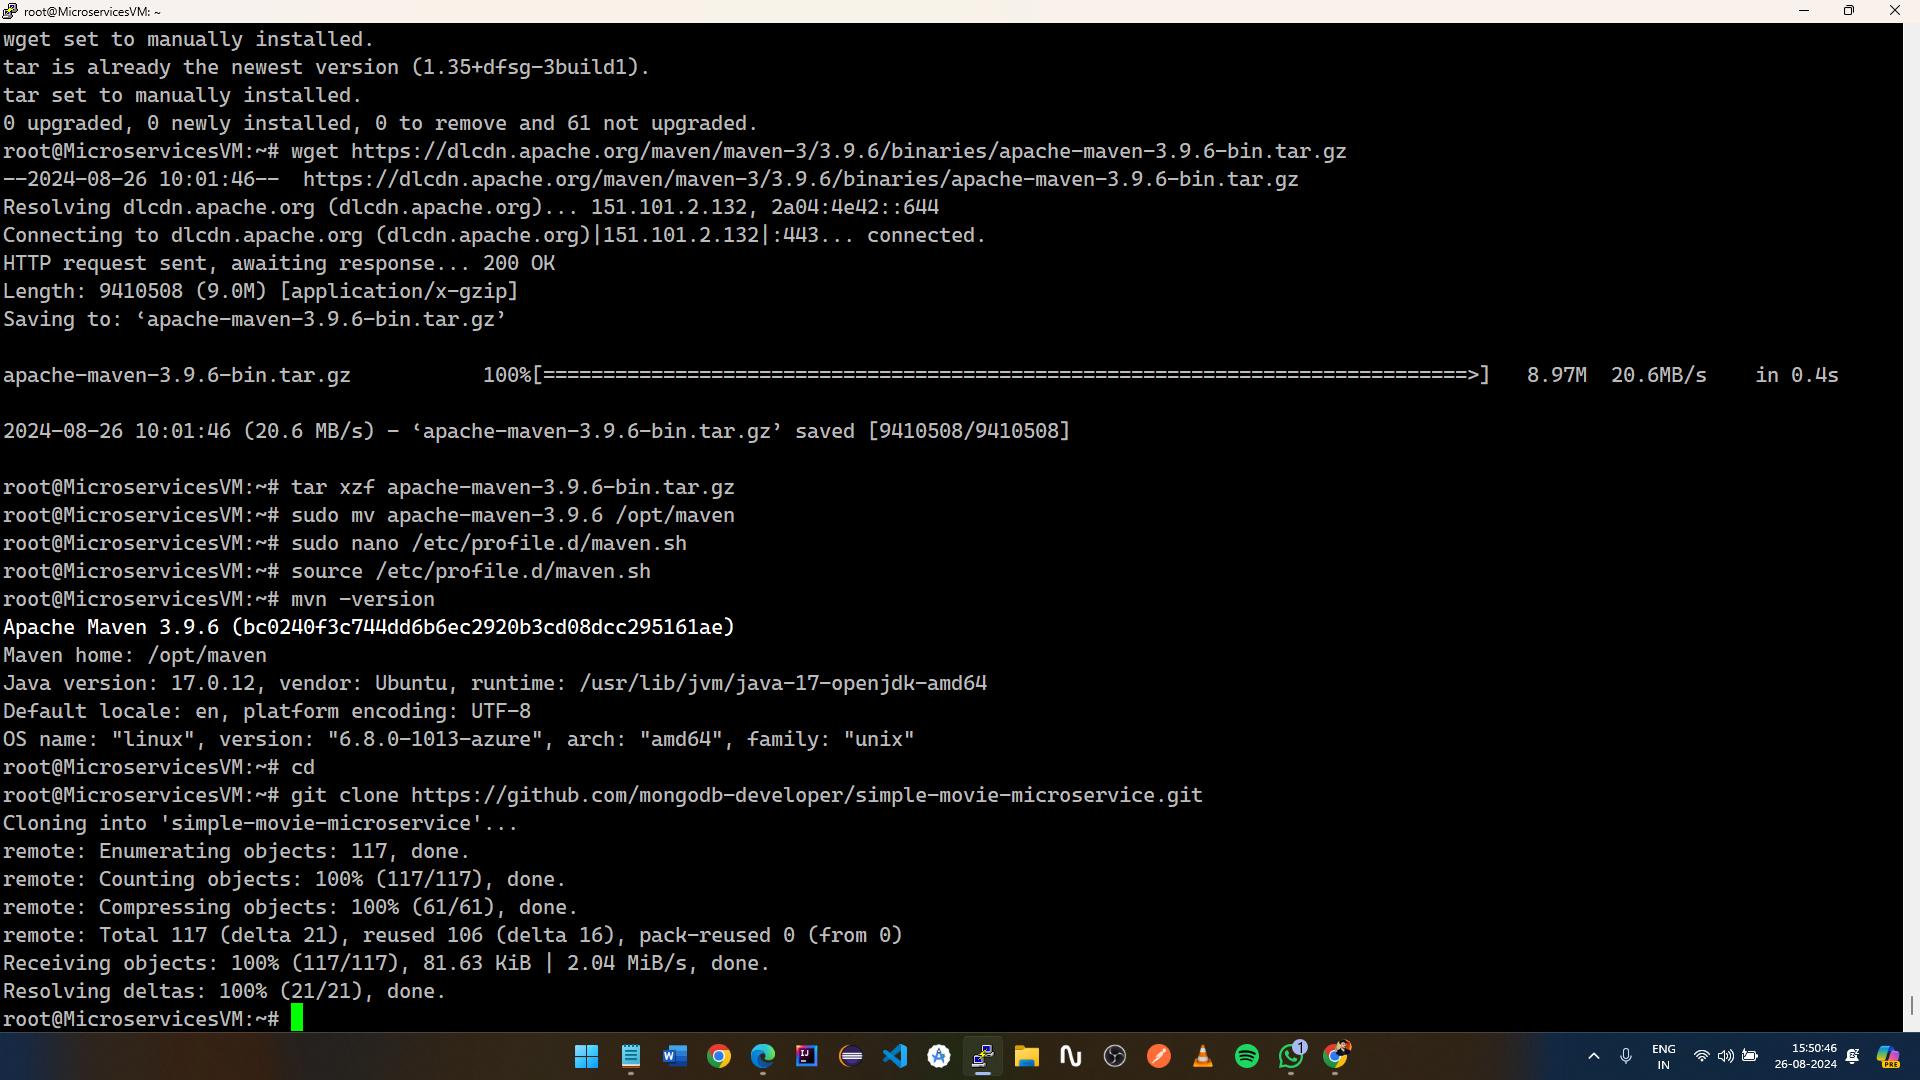 root@MicroservicesVM: ~
wget set to manually installed.
tar is already the newest version (1.35+dfsg-3build1).
tar set to manually installed.
0 upgraded, 0 newly installed, 0 to remove and 61 not upgraded.
root@MicroservicesVM:~# wget https://dlcdn.apache.org/maven/maven-3/3.9.6/binaries/apache-maven-3.9.6-bin.tar.gz
--2024-08-26 10:01:46--  https://dlcdn.apache.org/maven/maven-3/3.9.6/binaries/apache-maven-3.9.6-bin.tar.gz
Resolving dlcdn.apache.org (dlcdn.apache.org)... 151.101.2.132, 2a04:4e42::644
Connecting to dlcdn.apache.org (dlcdn.apache.org)|151.101.2.132|:443... connected.
HTTP request sent, awaiting response... 200 OK
Length: 9410508 (9.0M) [application/x-gzip]
Saving to: ‘apache-maven-3.9.6-bin.tar.gz’
apache-maven-3.9.6-bin.tar.gz           100%[=============================================================================>]   8.97M  20.6MB/s    in 0.4s
2024-08-26 10:01:46 (20.6 MB/s) - ‘apache-maven-3.9.6-bin.tar.gz’ saved [9410508/9410508]
root@MicroservicesVM:~# tar xzf apache-maven-3.9.6-bin.tar.gz
root@MicroservicesVM:~# sudo mv apache-maven-3.9.6 /opt/maven
root@MicroservicesVM:~# sudo nano /etc/profile.d/maven.sh
root@MicroservicesVM:~# source /etc/profile.d/maven.sh
root@MicroservicesVM:~# mvn -version
Apache Maven 3.9.6 (bc0240f3c744dd6b6ec2920b3cd08dcc295161ae)
Maven home: /opt/maven
Java version: 17.0.12, vendor: Ubuntu, runtime: /usr/lib/jvm/java-17-openjdk-amd64
Default locale: en, platform encoding: UTF-8
OS name: "linux", version: "6.8.0-1013-azure", arch: "amd64", family: "unix"
root@MicroservicesVM:~# cd
root@MicroservicesVM:~# git clone https://github.com/mongodb-developer/simple-movie-microservice.git
Cloning into 'simple-movie-microservice'...
remote: Enumerating objects: 117, done.
remote: Counting objects: 100% (117/117), done.
remote: Compressing objects: 100% (61/61), done.
remote: Total 117 (delta 21), reused 106 (delta 16), pack-reused 0 (from 0)
Receiving objects: 100% (117/117), 81.63 KiB | 2.04 MiB/s, done.
Resolving deltas: 100% (21/21), done.
root@MicroservicesVM:~#
1
ENG
IN
15:50:46
26-08-2024
PRE